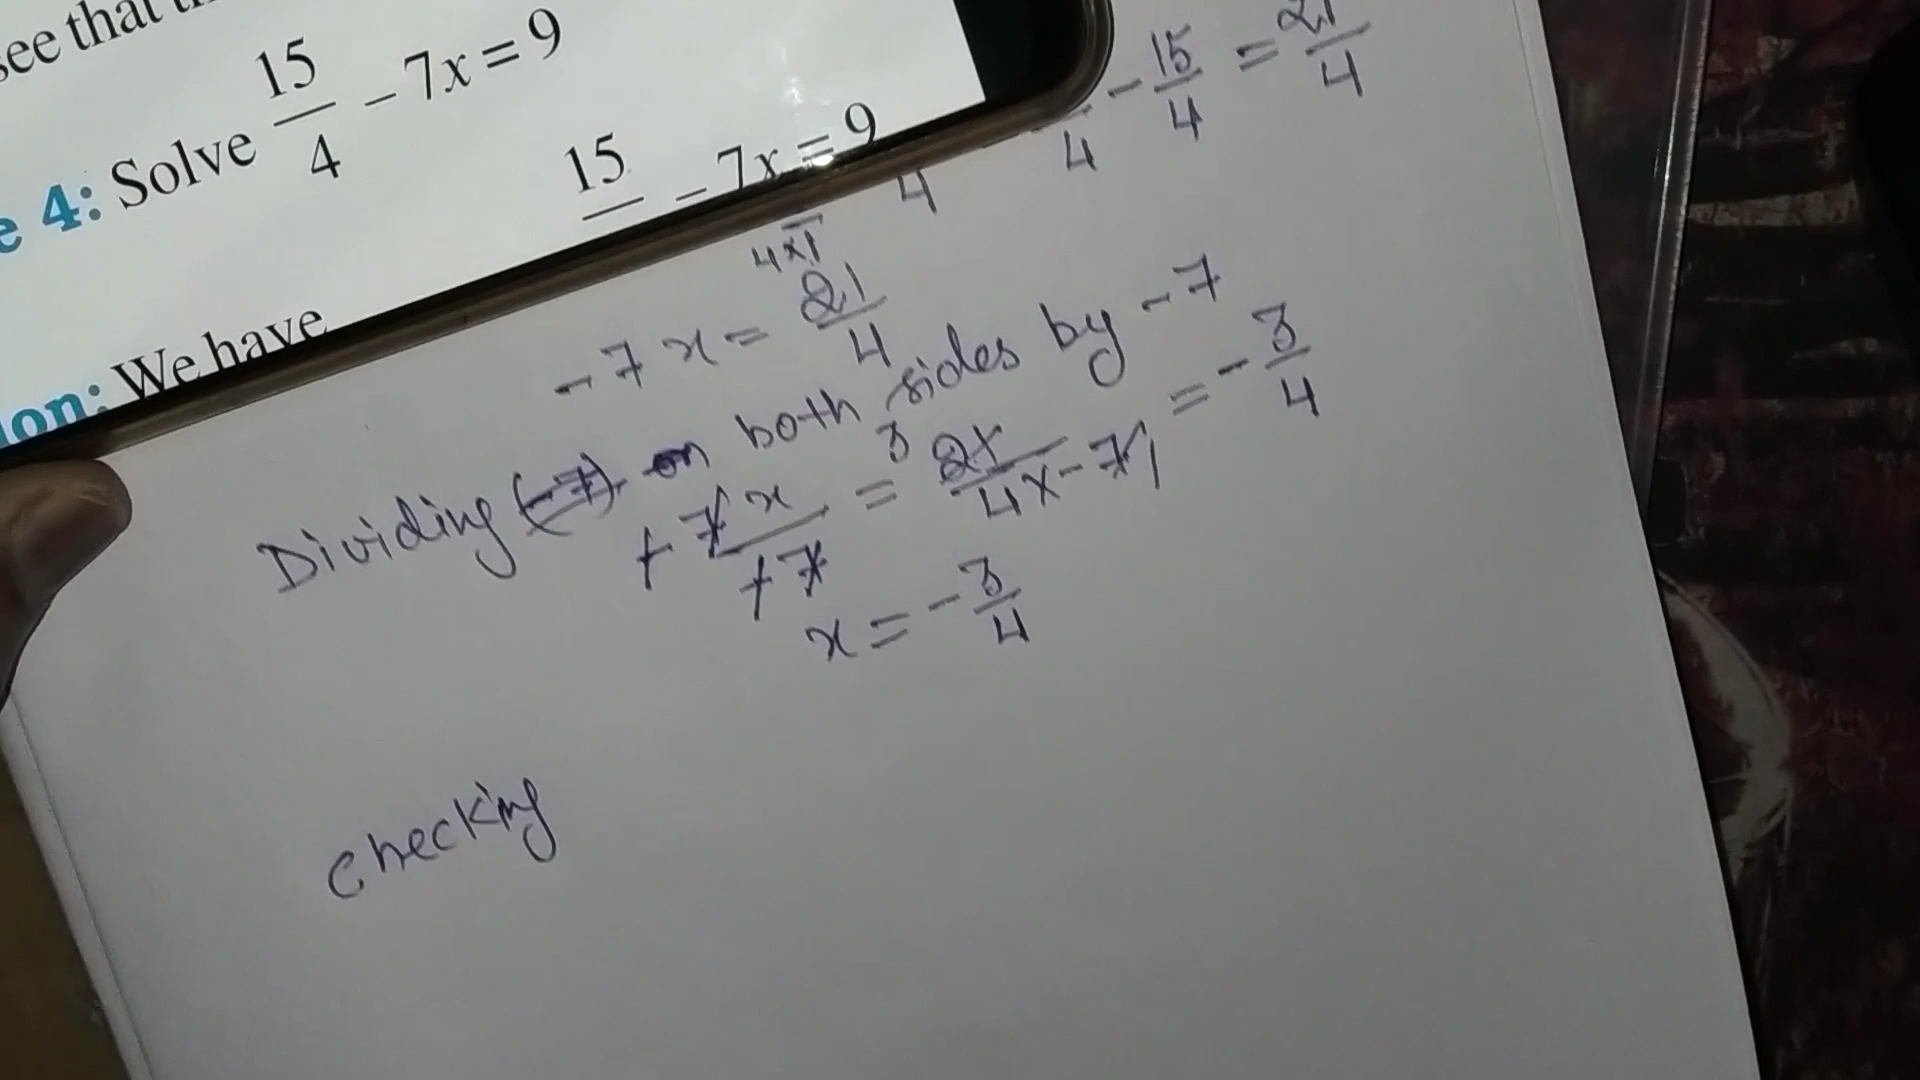 see that
e 4: Solve 15/4 - 7x = 9
15 - 7x = 9
on: We have
4 - 15/4 = 21/4
4×1 4
-7x = 21/4
Dividing (-7) on both sides by -7
-7x/-7 = 3 21/4×-7 1 = -3/4
x = -3/4
checking